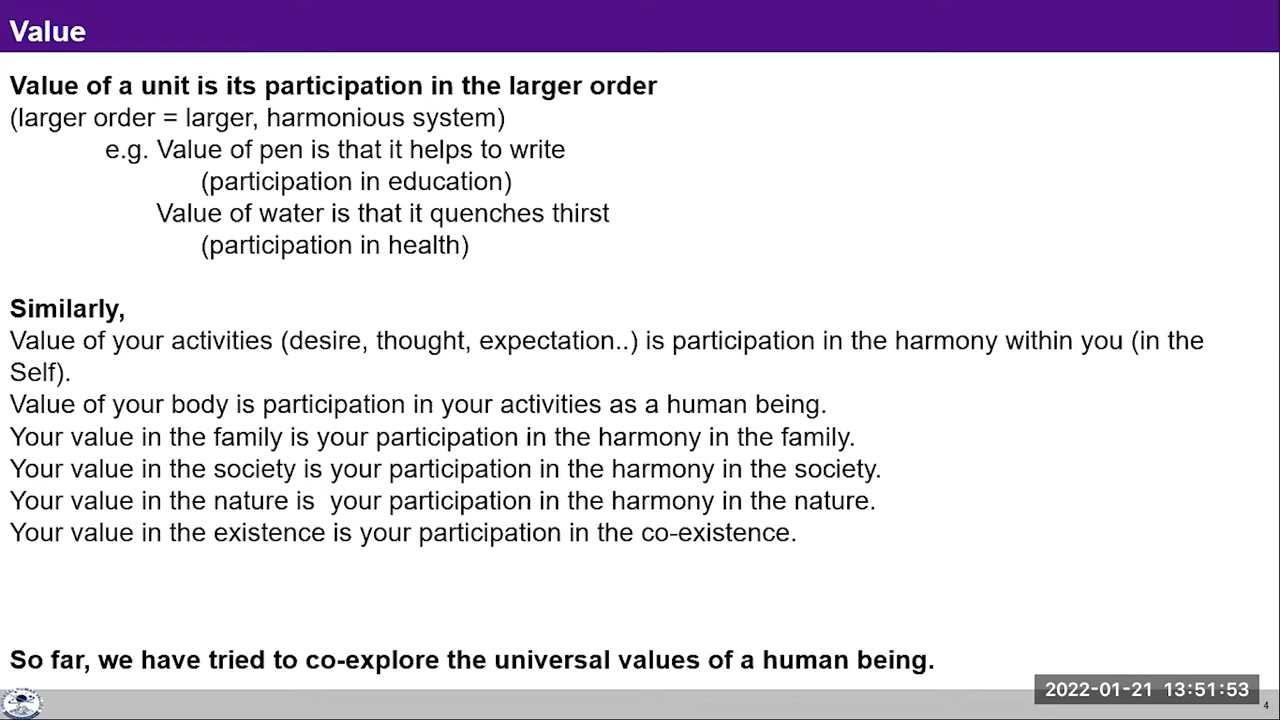 Value
Value of a unit is its participation in the larger order
(larger order = larger, harmonious system)
e.g. Value of pen is that it helps to write
(participation in education)
Value of water is that it quenches thirst
(participation in health)
Similarly,
Value of your activities (desire, thought, expectation..) is participation in the harmony within you (in the
Self).
Value of your body is participation in your activities as a human being.
Your value in the family is your participation in the harmony in the family.
Your value in the society is your participation in the harmony in the society.
Your value in the nature is  your participation in the harmony in the nature.
Your value in the existence is your participation in the co-existence.
So far, we have tried to co-explore the universal values of a human being.
2022-01-21 13:51:53
4